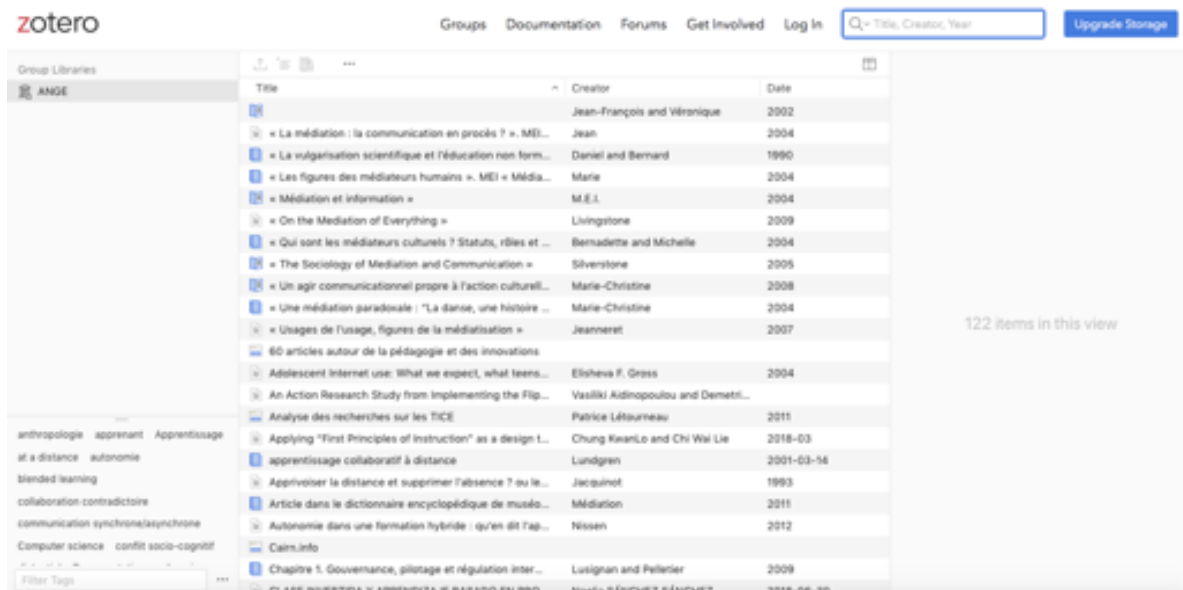 zotero
Groups Documentation Forums Get Involved Log In Title, Creator, Year Upgrade Storage
Group Libraries
ANGE
Title Creator Date
Jean-François and Véronique 2002
« La médiation : la communication en procès ? ». MEI... Jean 2004
« La vulgarisation scientifique et l'éducation non form... Daniel and Bernard 1990
« Les figures des médiateurs humains ». MEI « Média... Marie 2004
« Médiation et information » M.E.I. 2004
« On the Mediation of Everything » Livingstone 2009
« Qui sont les médiateurs culturels ? Statuts, rôles et ... Bernadette and Michelle 2004
« The Sociology of Mediation and Communication » Silverstone 2005
« Un agir communicationnel propre à l'action culturell... Marie-Christine 2008
« Une médiation paradoxale : "La danse, une histoire ... Marie-Christine 2004
« Usages de l'usage, figures de la médiatisation » Jeanneret 2007
60 articles autour de la pédagogie et des innovations
Adolescent Internet use: What we expect, what teens... Elisheva F. Gross 2004
An Action Research Study from Implementing the Flip... Vasiliki Aidinopoulou and Demetri...
Analyse des recherches sur les TICE Patrice Létourneau 2011
Applying "First Principles of Instruction" as a design t... Chung KwanLo and Chi Wai Lie 2018-03
apprentissage collaboratif à distance Lundgren 2001-03-14
Apprivoiser la distance et supprimer l'absence ? ou le... Jacquinot 1993
Article dans le dictionnaire encyclopédique de muséo... Médiation 2011
Autonomie dans une formation hybride : qu'en dit l'ap... Nissen 2012
Cairn.info
Chapitre 1. Gouvernance, pilotage et régulation inter... Lusignan and Pelletier 2009
122 items in this view
anthropologie apprenant Apprentissage
at a distance autonomie
blended learning
collaboration contradictoire
communication synchrone/asynchrone
Computer science conflit socio-cognitif
Filter Tags